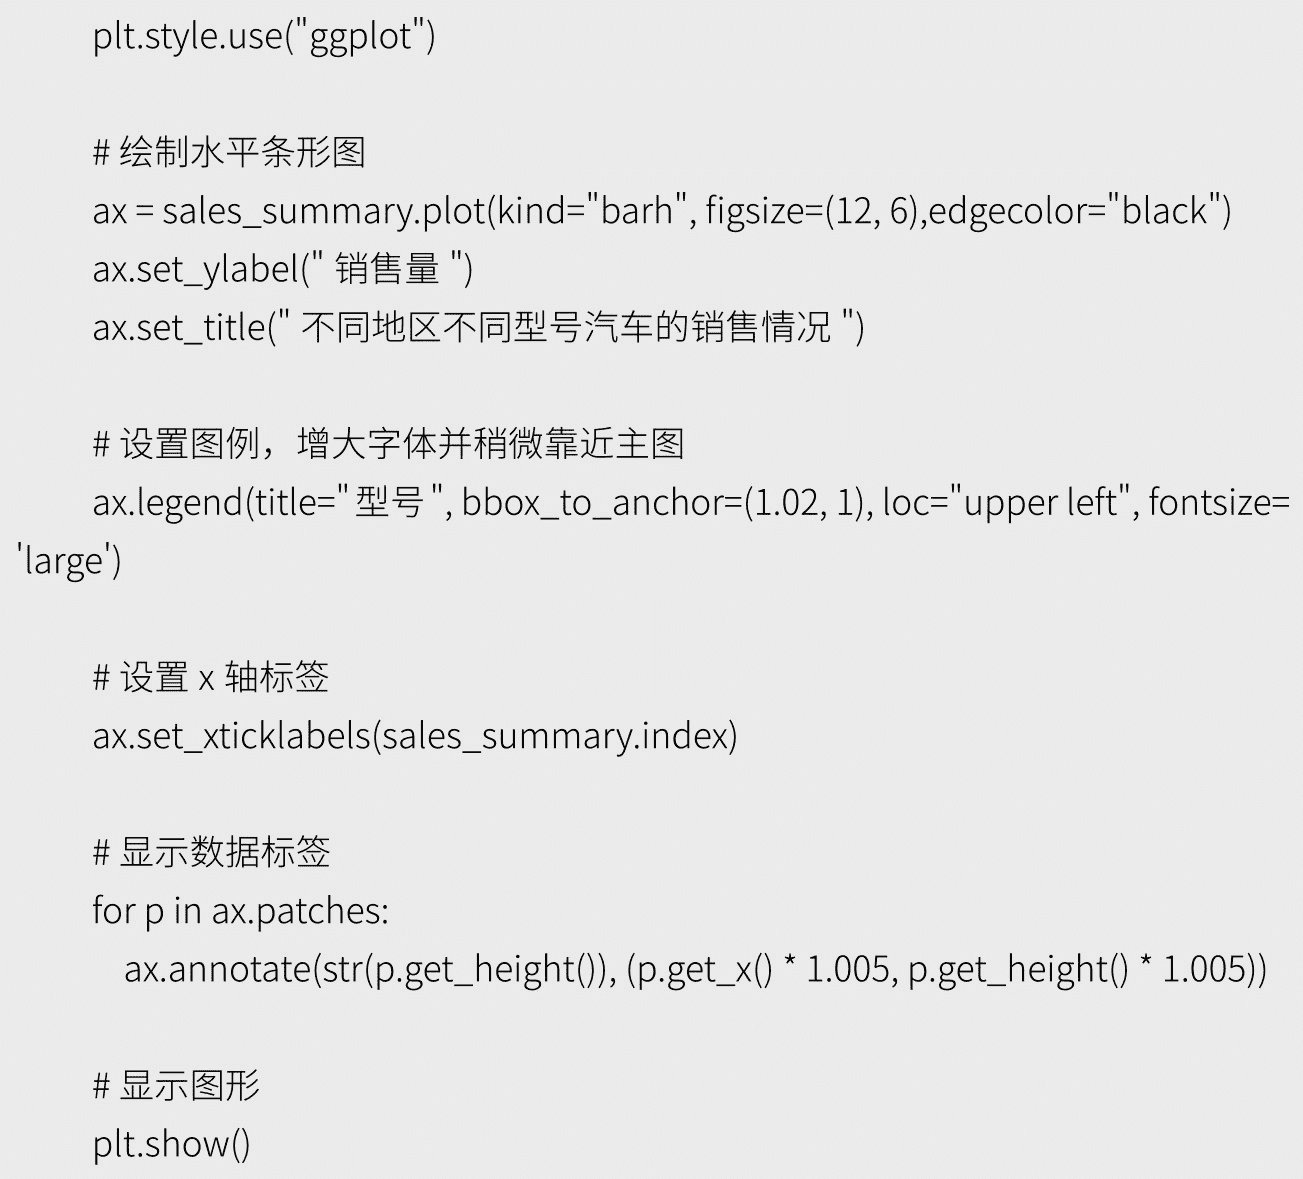 plt.style.use("ggplot")
# 绘制水平条形图
ax = sales_summary.plot(kind="barh", figsize=(12, 6),edgecolor="black")
ax.set_ylabel(" 销售量 ")
ax.set_title(" 不同地区不同型号汽车的销售情况 ")
# 设置图例，增大字体并稍微靠近主图
ax.legend(title=" 型号 ", bbox_to_anchor=(1.02, 1), loc="upper left", fontsize=
'large')
# 设置 x 轴标签
ax.set_xticklabels(sales_summary.index)
# 显示数据标签
for p in ax.patches:
    ax.annotate(str(p.get_height()), (p.get_x() * 1.005, p.get_height() * 1.005))
# 显示图形
plt.show()